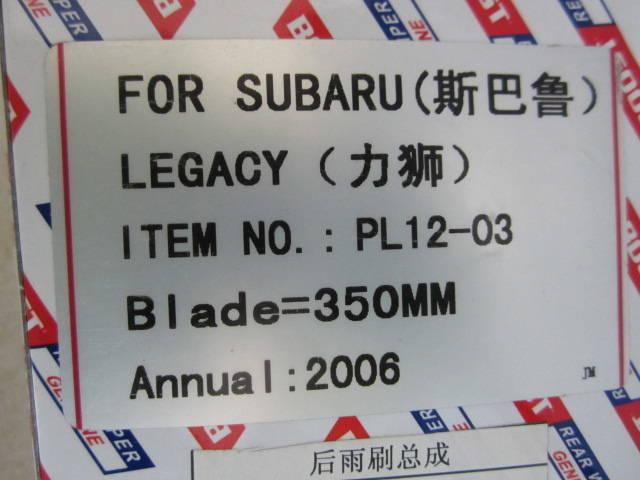 FOR SUBARU(斯巴鲁)
LEGACY（力狮）
ITEM NO.: PL12-03
Blade=350MM
Annual:2006
JM
后雨刷总成